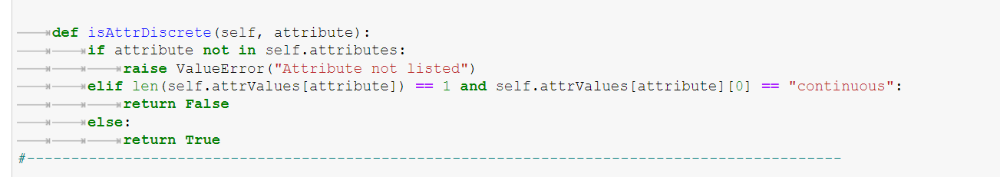 def isAttrDiscrete(self, attribute):
if attribute not in self.attributes:
raise ValueError("Attribute not listed")
elif len(self.attrValues[attribute]) == 1 and self.attrValues[attribute][0] == "continuous":
return False
else:
return True
#--------------------------------------------------------------------------------------------